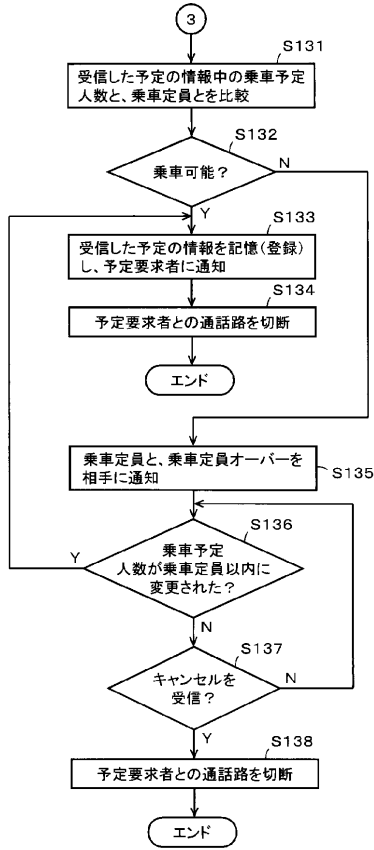 3
S131
受信した予定の情報中の乗車予定
人数と、乗車定員とを比較
S132
乗車可能？
N
Y
S133
受信した予定の情報を記憶(登録)
し、予定要求者に通知
S134
予定要求者との通話路を切断
エンド
乗車定員と、乗車定員オーバーを
相手に通知
S135
S136
乗車予定
人数が乗車定員以内に
変更された？
Y
N
S137
キャンセルを
受信？
N
Y
S138
予定要求者との通話路を切断
エンド